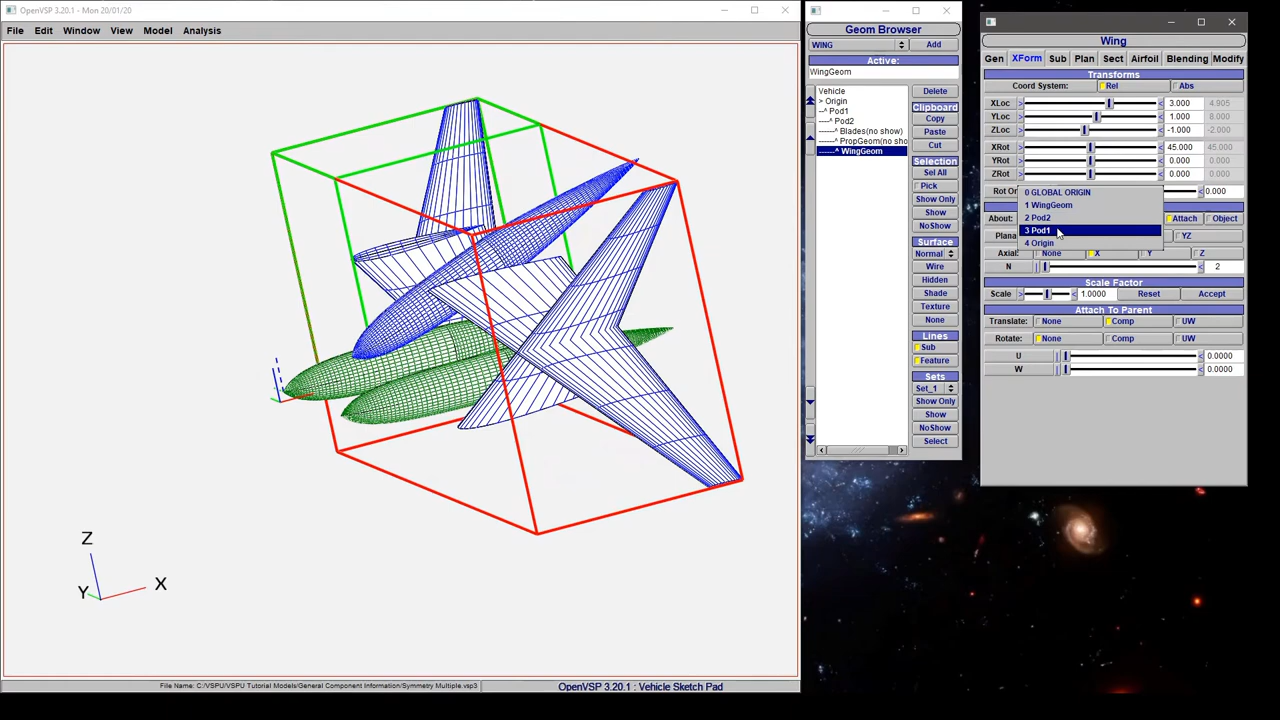 OpenVSP 3.20.1 - Mon 20/01/20
File Edit Window View Model Analysis
Z
Y
X
File Name: C:/VSPU/VSPU Tutorial Models/General Component Information/Symmetry Multiple.vsp3
OpenVSP 3.20.1 : Vehicle Sketch Pad
Geom Browser
WING Add
Active:
WingGeom
Vehicle
> Origin
--^ Pod1
----^ Pod2
------^ Blades(no show)
------^ PropGeom(no sho
------^ WingGeom
Delete
Clipboard
Copy
Paste
Cut
Selection
Sel All
Pick
Show Only
Show
NoShow
Surface
Normal
Wire
Hidden
Shade
Texture
None
Lines
Sub
Feature
Sets
Set_1
Show Only
Show
NoShow
Select
Wing
Gen XForm Sub Plan Sect Airfoil Blending Modify
Transforms
Coord System: Rel Abs
XLoc > < 3.000 4.905
YLoc > < 1.000 8.000
ZLoc > < -1.000 -2.000
XRot > < 45.000 45.000
YRot > < 0.000 0.000
ZRot > < 0.000 0.000
Rot Or < 0.000
0 GLOBAL ORIGIN
1 WingGeom
2 Pod2
3 Pod1
4 Origin
About: Attach Object
Plana YZ
Axial: None X Y Z
N < 2
Scale Factor
Scale > < 1.0000 Reset Accept
Attach To Parent
Translate: None Comp UW
Rotate: None Comp UW
U < 0.0000
W < 0.0000